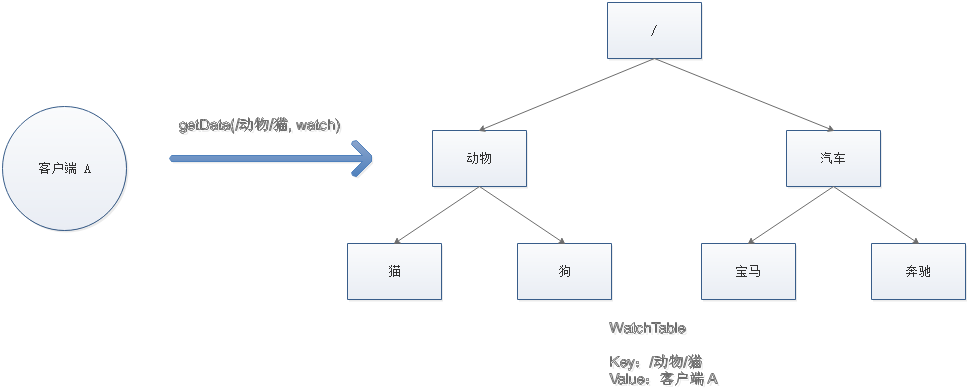 /
getData(/动物/猫, watch)
客户端 A
动物
汽车
猫
狗
宝马
奔驰
WatchTable
Key：/动物/猫
Value：客户端 A